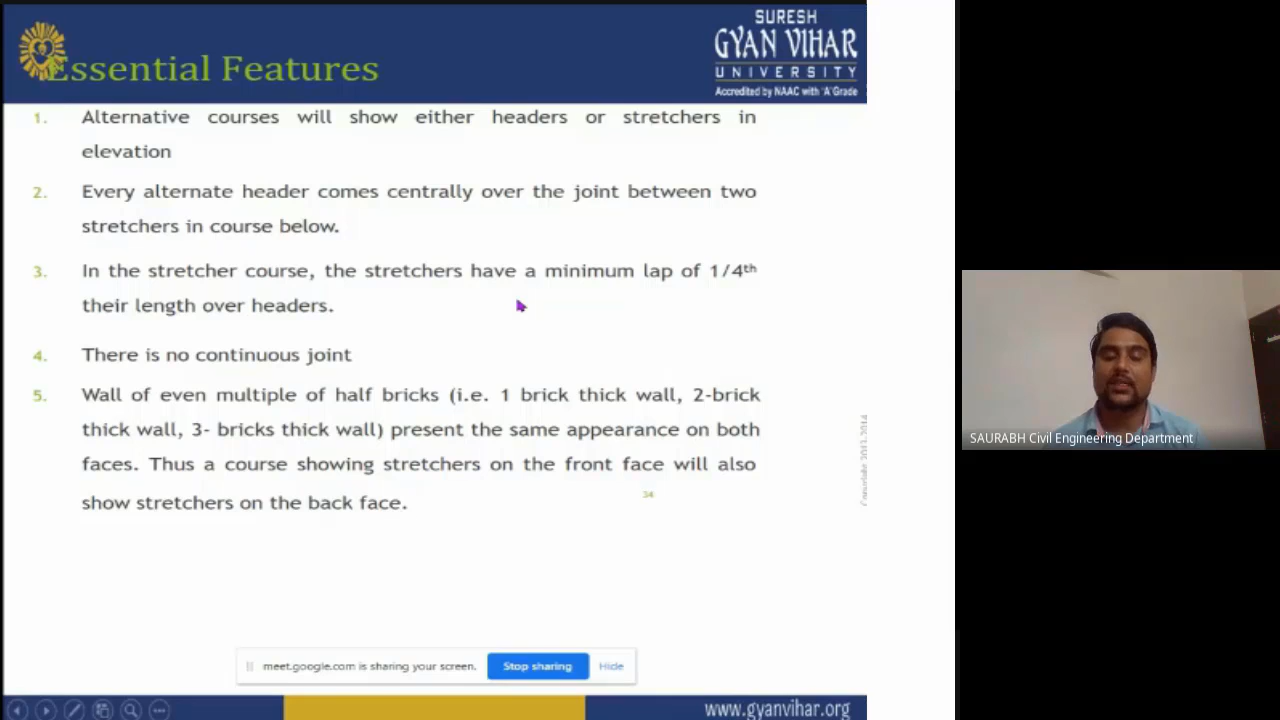 SURESH
GYAN VIHAR
UNIVERSITY
Accredited by NAAC with 'A' Grade
Essential Features
1. Alternative courses will show either headers or stretchers in
elevation
2. Every alternate header comes centrally over the joint between two
stretchers in course below.
3. In the stretcher course, the stretchers have a minimum lap of 1/4th
their length over headers.
4. There is no continuous joint
5. Wall of even multiple of half bricks (i.e. 1 brick thick wall, 2-brick
thick wall, 3- bricks thick wall) present the same appearance on both
faces. Thus a course showing stretchers on the front face will also
show stretchers on the back face.
34
SAURABH Civil Engineering Department
meet.google.com is sharing your screen. Stop sharing Hide
www.gyanvihar.org